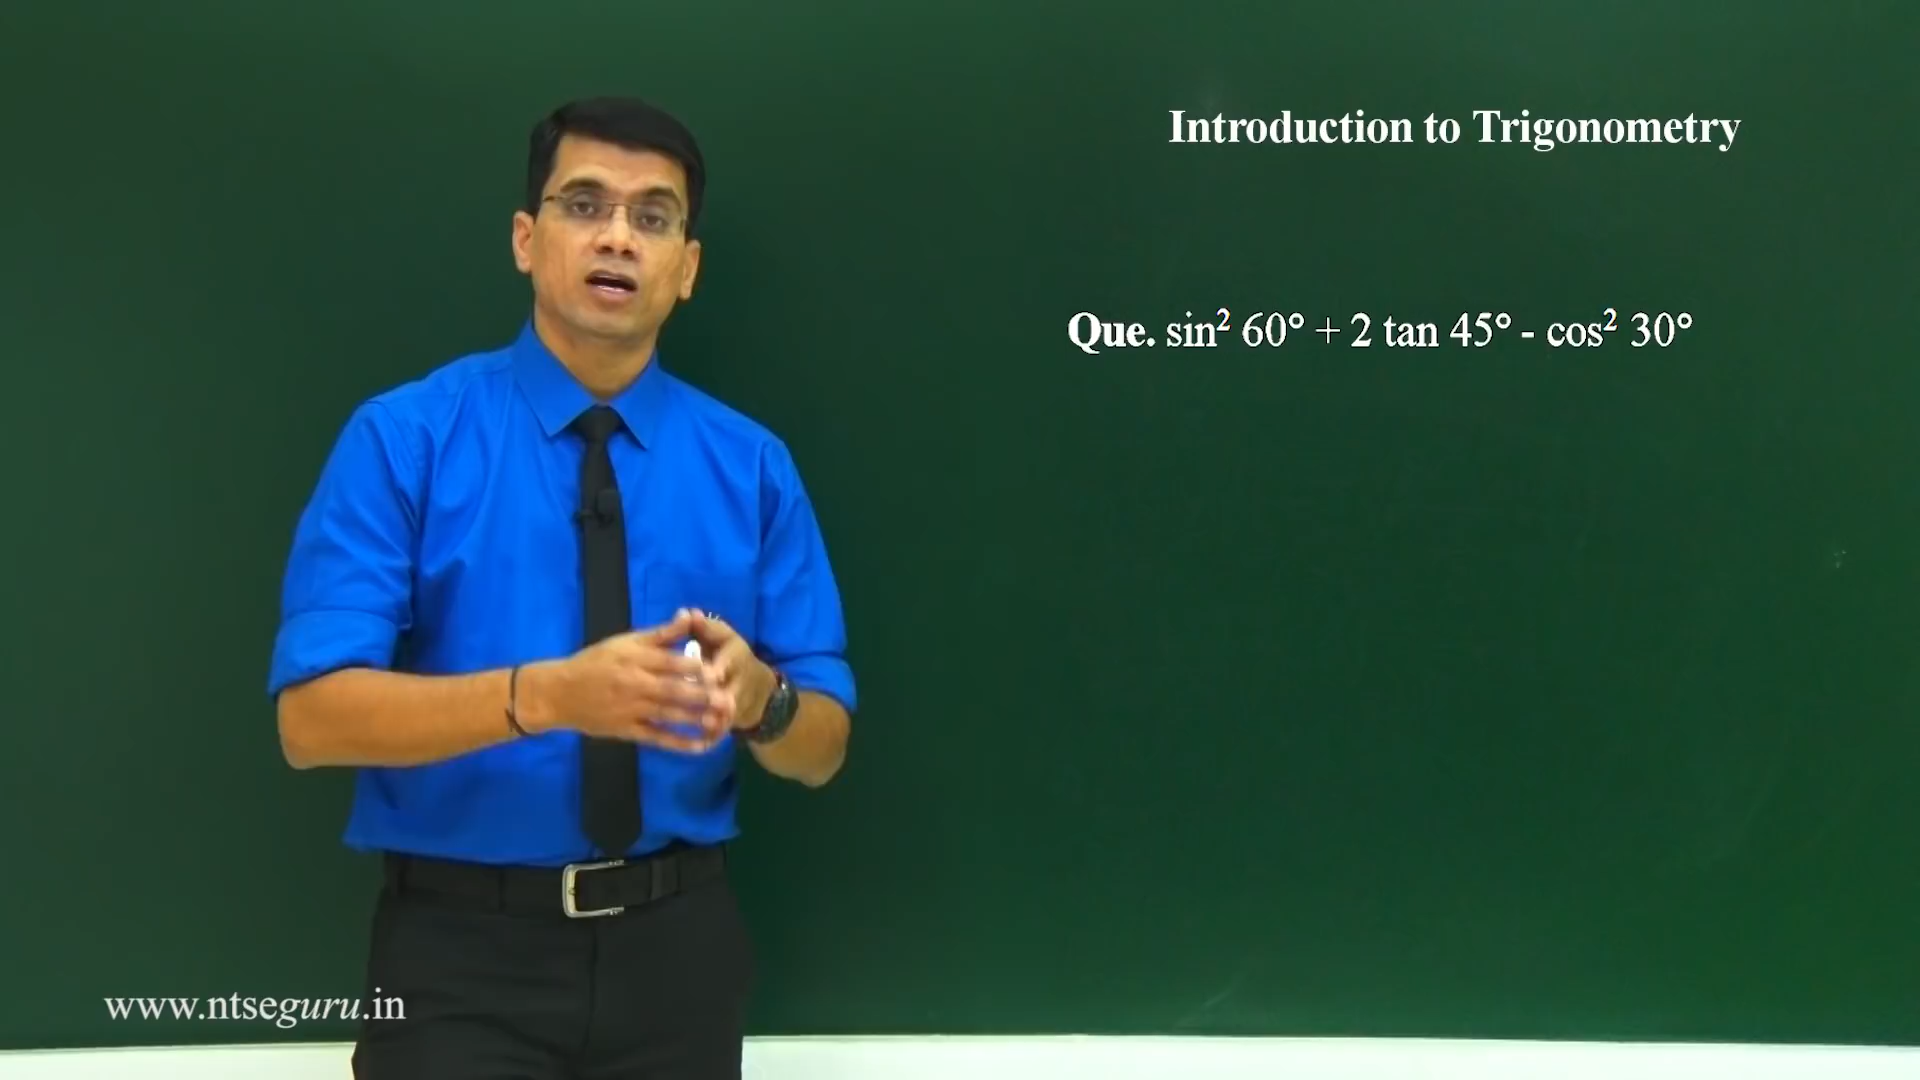 Introduction to Trigonometry
Que. sin² 60° + 2 tan 45° - cos² 30°
www.ntseguru.in